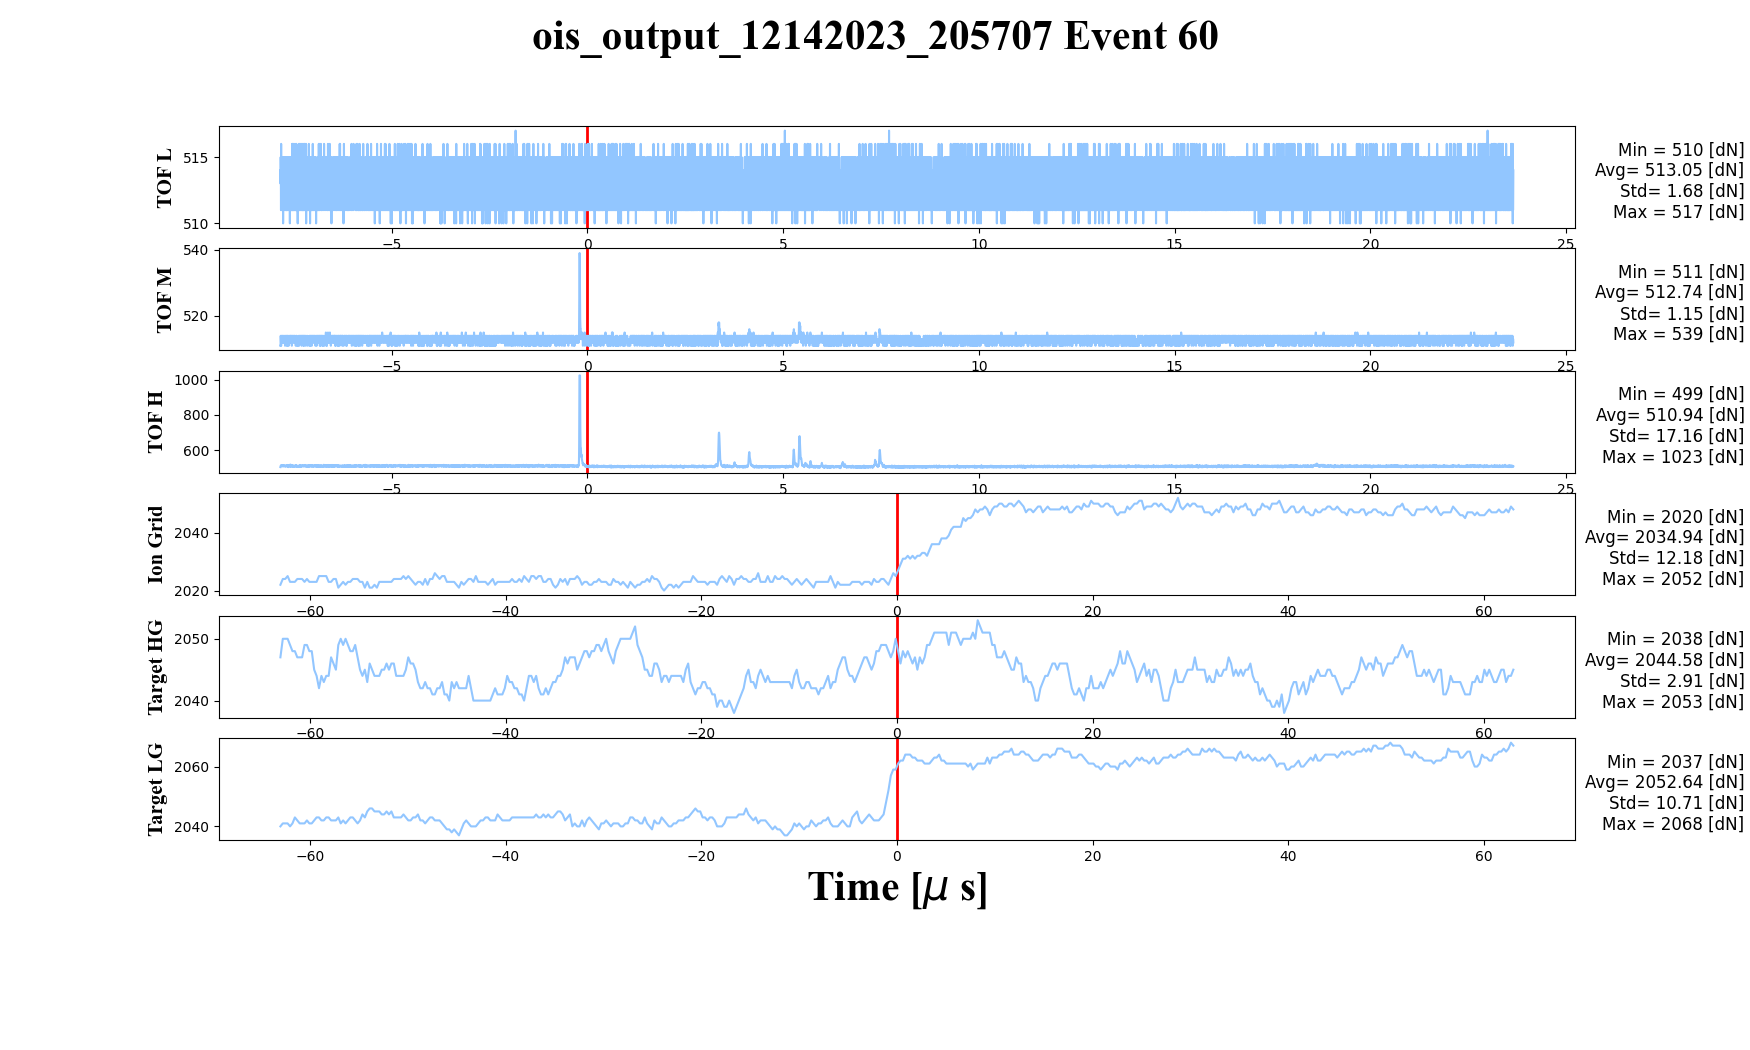 ois_output_12142023_205707 Event 60
TOF L
515
510
−5 0 5 10 15 20 25
Min = 510 [dN]
Avg= 513.05 [dN]
Std= 1.68 [dN]
Max = 517 [dN]
TOF M
540
520
−5 0 5 10 15 20 25
Min = 511 [dN]
Avg= 512.74 [dN]
Std= 1.15 [dN]
Max = 539 [dN]
TOF H
1000
800
600
−5 0 5 10 15 20 25
Min = 499 [dN]
Avg= 510.94 [dN]
Std= 17.16 [dN]
Max = 1023 [dN]
Ion Grid
2040
2020
−60 −40 −20 0 20 40 60
Min = 2020 [dN]
Avg= 2034.94 [dN]
Std= 12.18 [dN]
Max = 2052 [dN]
Target HG
2050
2040
−60 −40 −20 0 20 40 60
Min = 2038 [dN]
Avg= 2044.58 [dN]
Std= 2.91 [dN]
Max = 2053 [dN]
Target LG
2060
2040
−60 −40 −20 0 20 40 60
Min = 2037 [dN]
Avg= 2052.64 [dN]
Std= 10.71 [dN]
Max = 2068 [dN]
Time [μ s]